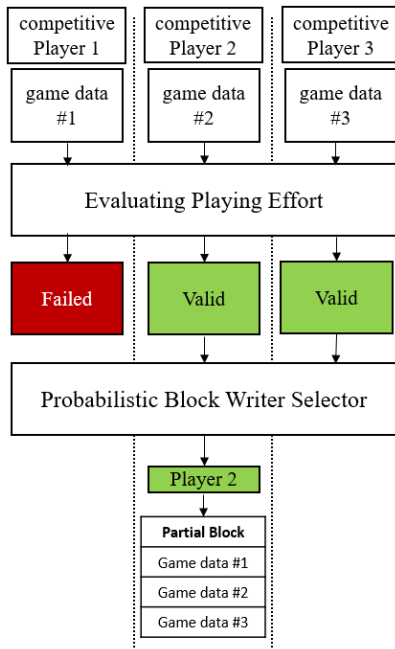 competitive
Player 1
competitive
Player 2
competitive
Player 3
game data
#1
game data
#2
game data
#3
Evaluating Playing Effort
Failed
Valid
Valid
Probabilistic Block Writer Selector
Player 2
Partial Block
Game data #1
Game data #2
Game data #3